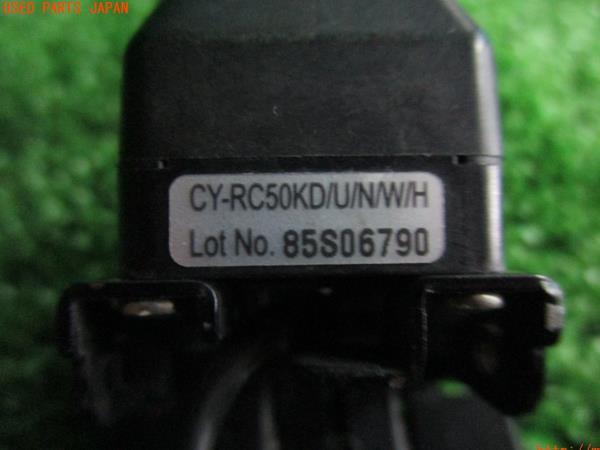 USED PARTS JAPAN
CY-RC50KD/U/N/W/H
Lot No. 85S06790